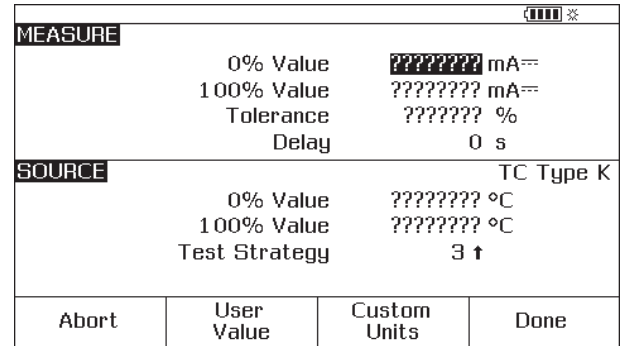 MEASURE
0% Value ???????? mA
100% Value ???????? mA
Tolerance ??????? %
Delay 0 s
SOURCE TC Type K
0% Value ???????? °C
100% Value ???????? °C
Test Strategy 3 ↑
Abort User Value Custom Units Done